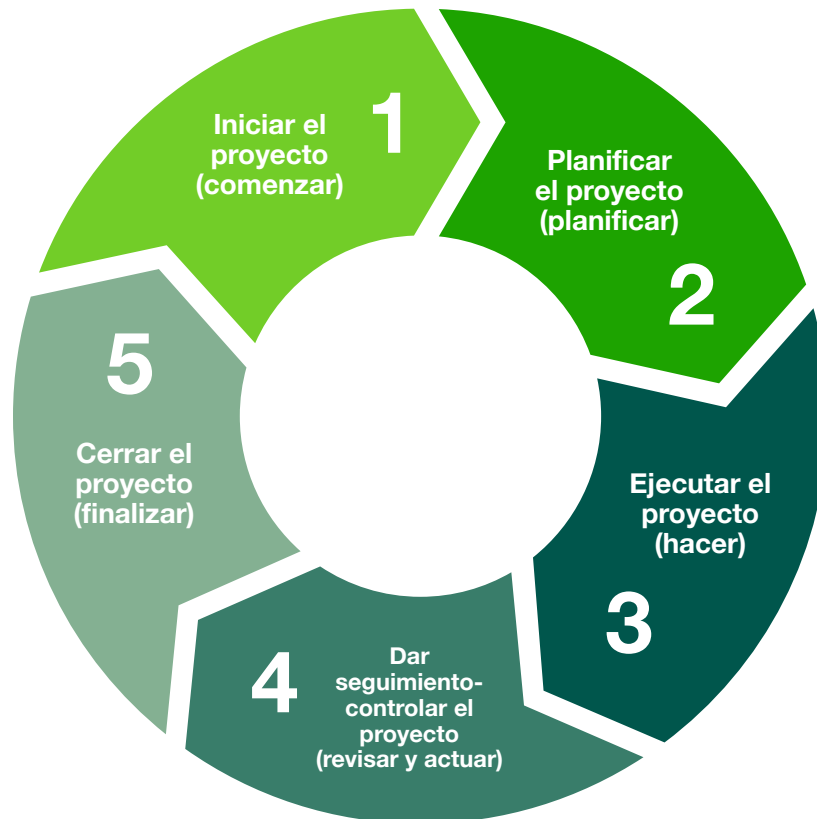 1
Iniciar el
proyecto
(comenzar)
Planificar
el proyecto
(planificar)
2
Ejecutar el
proyecto
(hacer)
3
4
Dar
seguimiento-
controlar el
proyecto
(revisar y actuar)
5
Cerrar el
proyecto
(finalizar)